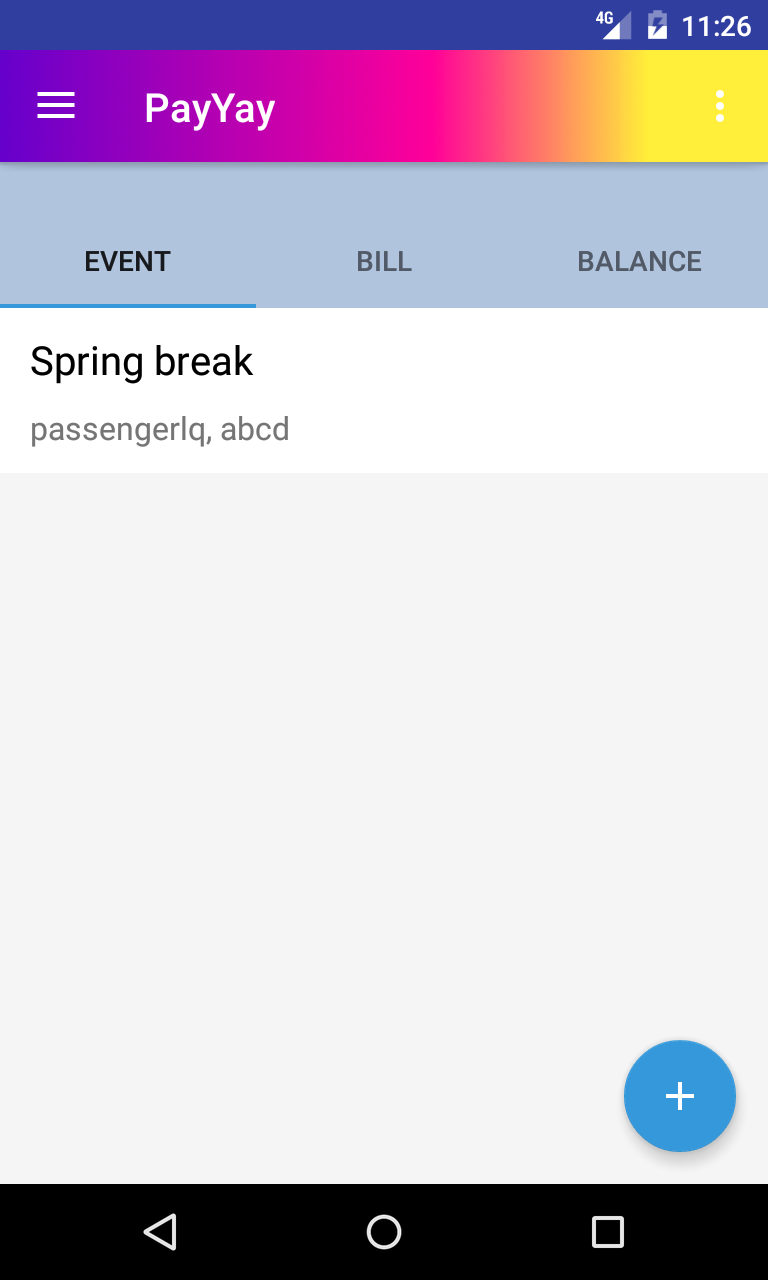 4G 11:26
PayYay
EVENT BILL BALANCE
Spring break
passengerlq, abcd